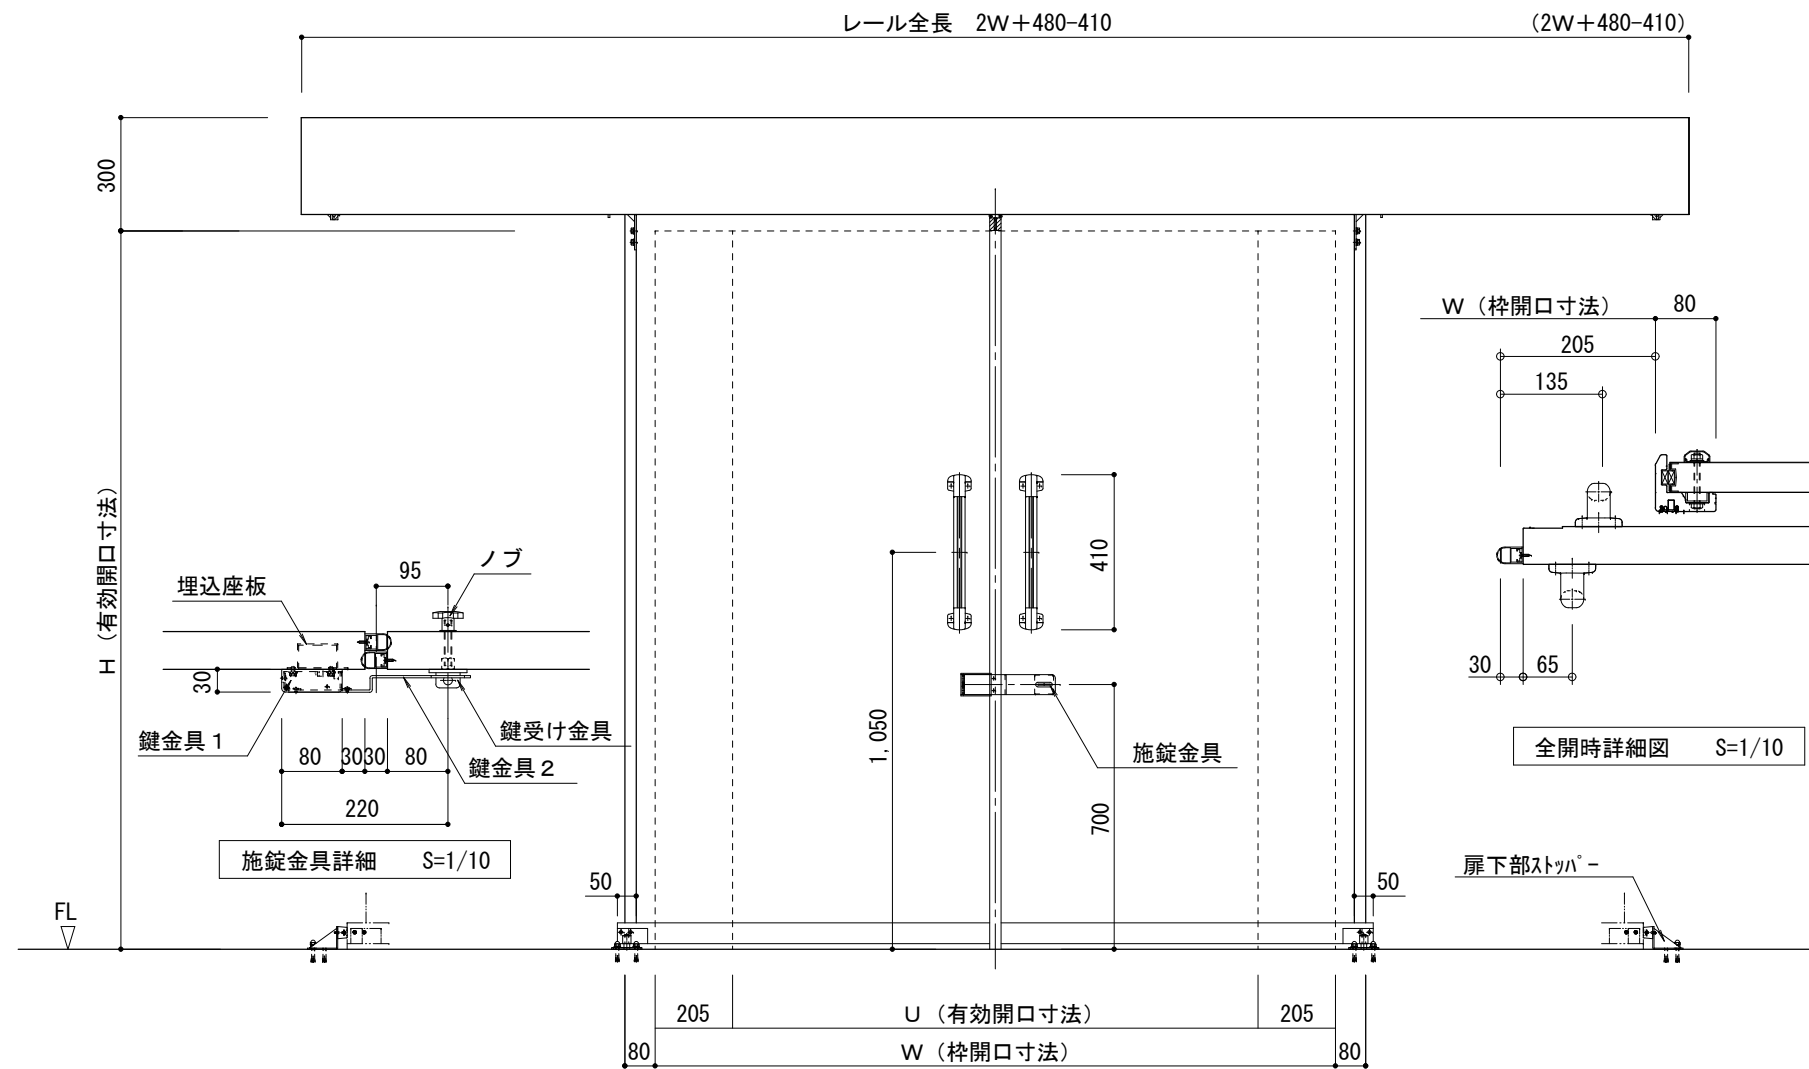 レール全長　2W＋480-410
(2W＋480-410)
300
H（有効開口寸法）
W（枠開口寸法）
80
205
135
30
65
全開時詳細図　S=1/10
95
ノブ
埋込座板
30
鍵金具１
鍵受け金具
鍵金具２
80
30
30
80
220
施錠金具詳細　S=1/10
410
1,050
施錠金具
700
扉下部ｽﾄｯﾊﾟｰ
50
50
FL
205
U（有効開口寸法）
205
80
W（枠開口寸法）
80